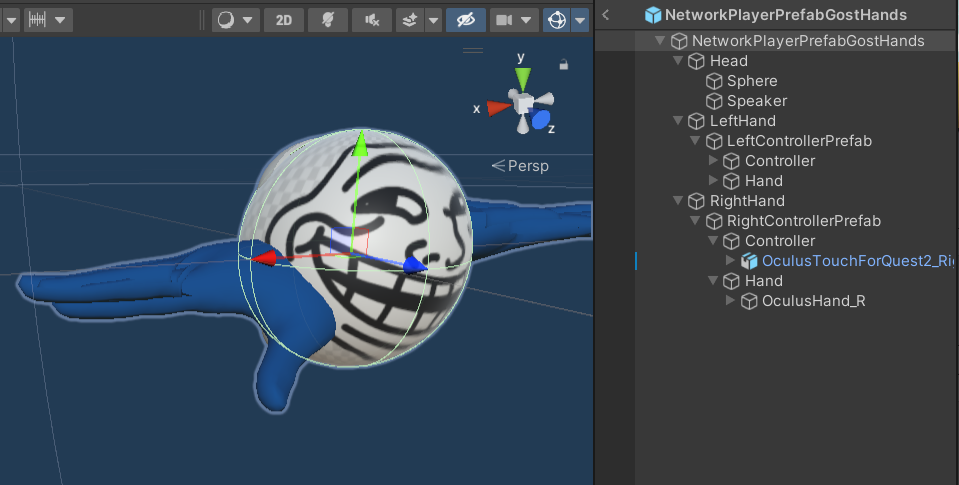 2D
y
x
z
Persp
NetworkPlayerPrefabGostHands
NetworkPlayerPrefabGostHands
Head
Sphere
Speaker
LeftHand
LeftControllerPrefab
Controller
Hand
RightHand
RightControllerPrefab
Controller
OculusTouchForQuest2_Ri
Hand
OculusHand_R